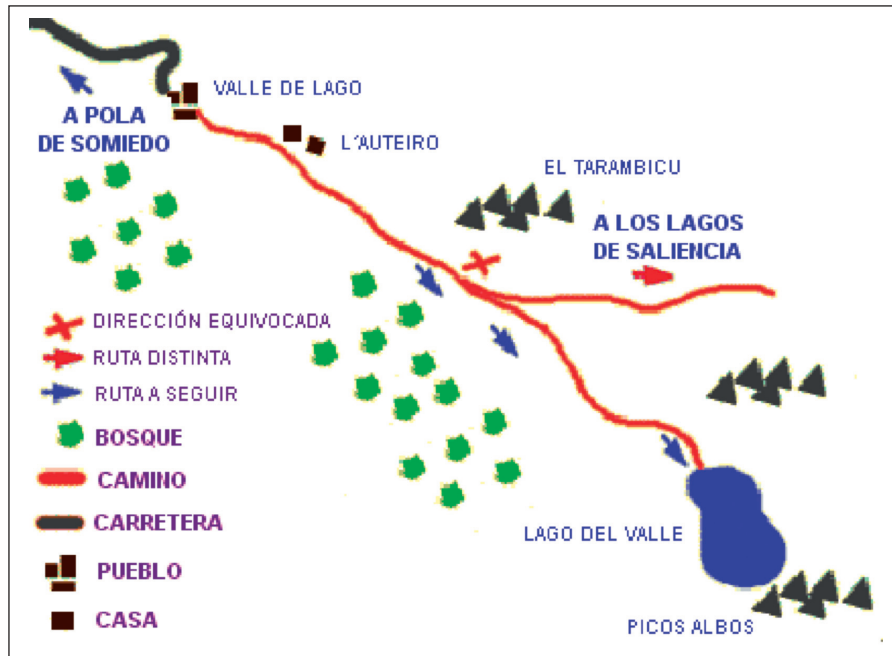 VALLE DE LAGO
A POLA
DE SOMIEDO
L´AUTEIRO
EL TARAMBICU
A LOS LAGOS
DE SALIENCIA
DIRECCIÓN EQUIVOCADA
RUTA DISTINTA
RUTA A SEGUIR
BOSQUE
CAMINO
CARRETERA
PUEBLO
CASA
LAGO DEL VALLE
PICOS ALBOS